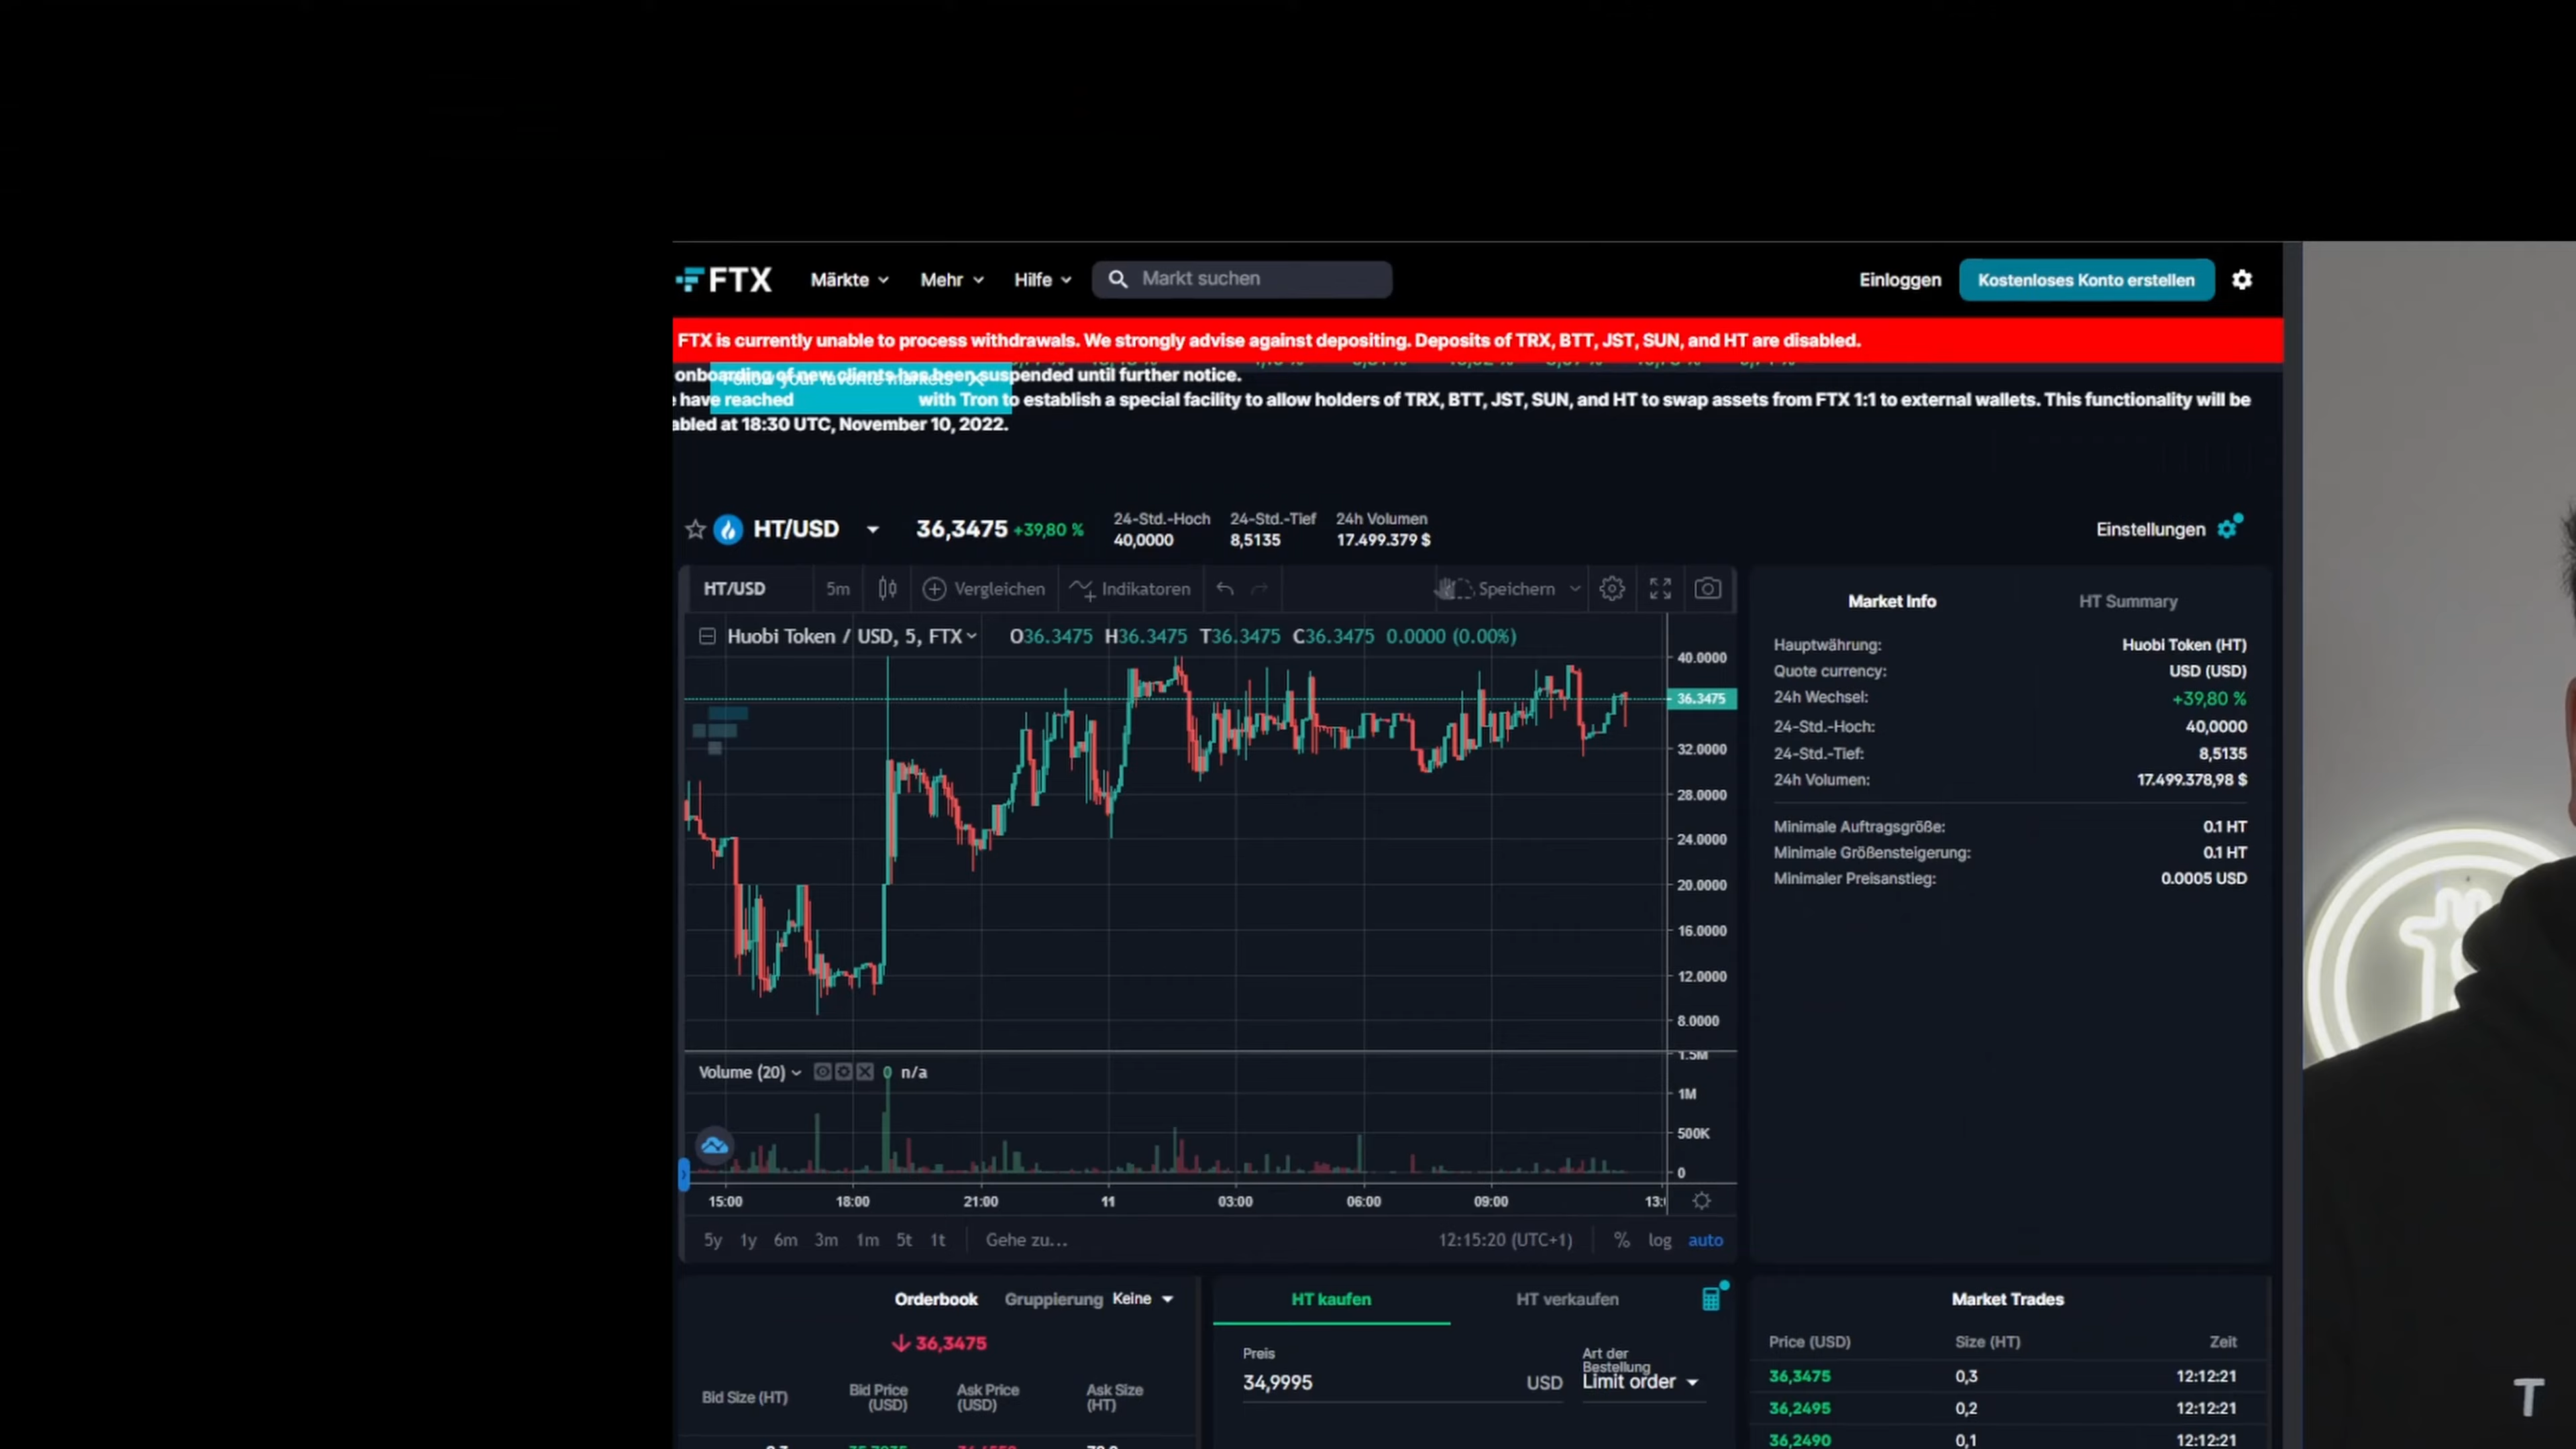 FTX Märkte Mehr Hilfe Markt suchen Einloggen Kostenloses Konto erstellen
FTX is currently unable to process withdrawals. We strongly advise against depositing. Deposits of TRX, BTT, JST, SUN, and HT are disabled.
Follow your favorite markets
onboarding of new clients has been suspended until further notice.
have reached with Tron to establish a special facility to allow holders of TRX, BTT, JST, SUN, and HT to swap assets from FTX 1:1 to external wallets. This functionality will be
abled at 18:30 UTC, November 10, 2022.
HT/USD 36,3475 +39,80 % 24-Std.-Hoch 24-Std.-Tief 24h Volumen Einstellungen
40,0000 8,5135 17.499.379 $
HT/USD 5m Vergleichen Indikatoren Speichern
Huobi Token / USD, 5, FTX O36.3475 H36.3475 T36.3475 C36.3475 0.0000 (0.00%)
40.0000
36.3475
32.0000
28.0000
24.0000
20.0000
16.0000
12.0000
8.0000
Volume (20) 0 n/a
1.5M
1M
500K
0
15:00 18:00 21:00 11 03:00 06:00 09:00 13:
5y 1y 6m 3m 1m 5t 1t Gehe zu... 12:15:20 (UTC+1) % log auto
Market Info HT Summary
Hauptwährung: Huobi Token (HT)
Quote currency: USD (USD)
24h Wechsel: +39,80 %
24-Std.-Hoch: 40,0000
24-Std.-Tief: 8,5135
24h Volumen: 17.499.378,98 $
Minimale Auftragsgröße: 0.1 HT
Minimale Größensteigerung: 0.1 HT
Minimaler Preisanstieg: 0.0005 USD
Orderbook Gruppierung Keine
36,3475
Bid Size (HT) Bid Price (USD) Ask Price (USD) Ask Size (HT)
HT kaufen HT verkaufen
Preis Art der Bestellung
34,9995 USD Limit order
Market Trades
Price (USD) Size (HT) Zeit
36,3475 0,3 12:12:21
36,2495 0,2 12:12:21
36,2490 0,1 12:12:21
T